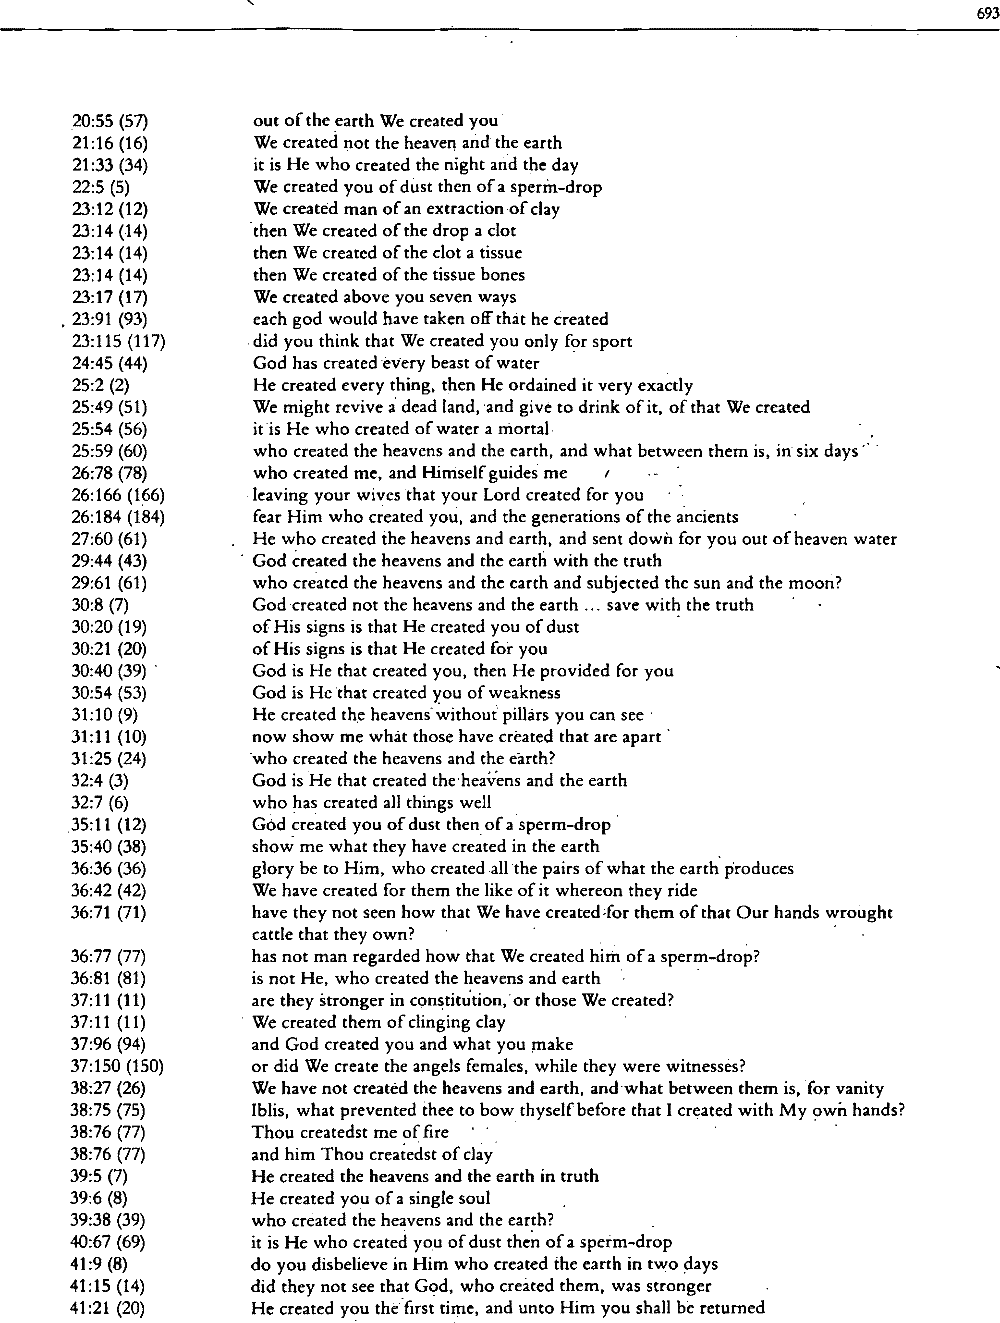 693
20:55 (57) out of the earth We created you
21:16 (16) We created not the heaven and the earth
21:33 (34) it is He who created the night and the day
22:5 (5) We created you of dust then of a sperm-drop
23:12 (12) We created man of an extraction of clay
23:14 (14) then We created of the drop a clot
23:14 (14) then We created of the clot a tissue
23:14 (14) then We created of the tissue bones
23:17 (17) We created above you seven ways
23:91 (93) each god would have taken off that he created
23:115 (117) did you think that We created you only for sport
24:45 (44) God has created every beast of water
25:2 (2) He created every thing, then He ordained it very exactly
25:49 (51) We might revive a dead land, and give to drink of it, of that We created
25:54 (56) it is He who created of water a mortal
25:59 (60) who created the heavens and the earth, and what between them is, in six days
26:78 (78) who created me, and Himself guides me
26:166 (166) leaving your wives that your Lord created for you
26:184 (184) fear Him who created you, and the generations of the ancients
27:60 (61) He who created the heavens and earth, and sent down for you out of heaven water
29:44 (43) God created the heavens and the earth with the truth
29:61 (61) who created the heavens and the earth and subjected the sun and the moon?
30:8 (7) God created not the heavens and the earth ... save with the truth
30:20 (19) of His signs is that He created you of dust
30:21 (20) of His signs is that He created for you
30:40 (39) God is He that created you, then He provided for you
30:54 (53) God is He that created you of weakness
31:10 (9) He created the heavens without pillars you can see
31:11 (10) now show me what those have created that are apart
31:25 (24) who created the heavens and the earth?
32:4 (3) God is He that created the heavens and the earth
32:7 (6) who has created all things well
35:11 (12) God created you of dust then of a sperm-drop
35:40 (38) show me what they have created in the earth
36:36 (36) glory be to Him, who created all the pairs of what the earth produces
36:42 (42) We have created for them the like of it whereon they ride
36:71 (71) have they not seen how that We have created for them of that Our hands wrought
cattle that they own?
36:77 (77) has not man regarded how that We created him of a sperm-drop?
36:81 (81) is not He, who created the heavens and earth
37:11 (11) are they stronger in constitution, or those We created?
37:11 (11) We created them of clinging clay
37:96 (94) and God created you and what you make
37:150 (150) or did We create the angels females, while they were witnesses?
38:27 (26) We have not created the heavens and earth, and what between them is, for vanity
38:75 (75) Iblis, what prevented thee to bow thyself before that I created with My own hands?
38:76 (77) Thou createdst me of fire
38:76 (77) and him Thou createdst of clay
39:5 (7) He created the heavens and the earth in truth
39:6 (8) He created you of a single soul
39:38 (39) who created the heavens and the earth?
40:67 (69) it is He who created you of dust then of a sperm-drop
41:9 (8) do you disbelieve in Him who created the earth in two days
41:15 (14) did they not see that God, who created them, was stronger
41:21 (20) He created you the first time, and unto Him you shall be returned